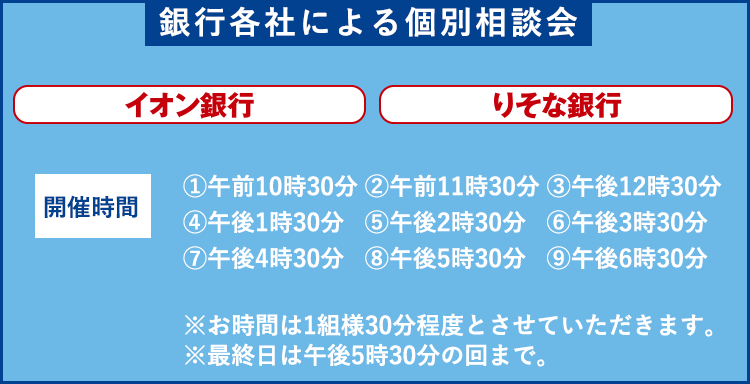 銀行各社による個別相談会
イオン銀行 りそな銀行
開催時間
①午前10時30分 ②午前11時30分 ③午後12時30分
④午後1時30分 ⑤午後2時30分 ⑥午後3時30分
⑦午後4時30分 ⑧午後5時30分 ⑨午後6時30分
※お時間は1組様30分程度とさせていただきます。
※最終日は午後5時30分の回まで。